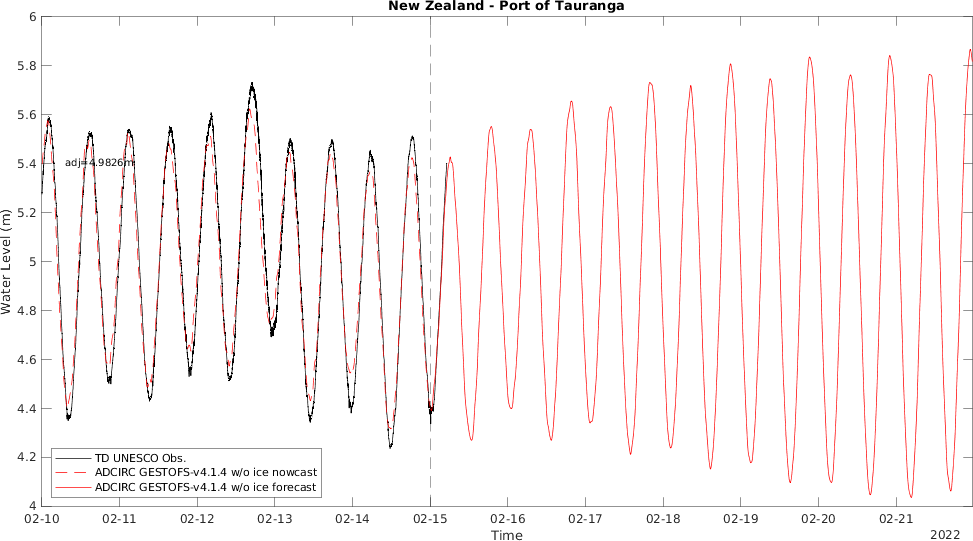 New Zealand - Port of Tauranga
6
5.8
5.6
5.4
5.2
5
4.8
4.6
4.4
4.2
4
Water Level (m)
adj=4.9826m
TD UNESCO Obs.
ADCIRC GESTOFS-v4.1.4 w/o ice nowcast
ADCIRC GESTOFS-v4.1.4 w/o ice forecast
02-10 02-11 02-12 02-13 02-14 02-15 02-16 02-17 02-18 02-19 02-20 02-21
Time
2022